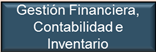 Gestión Financiera,
Contabilidad e
Inventario